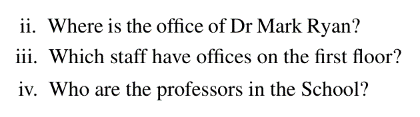 ii. Where is the office of Dr Mark Ryan?
iii. Which staff have offices on the first floor?
iv. Who are the professors in the School?